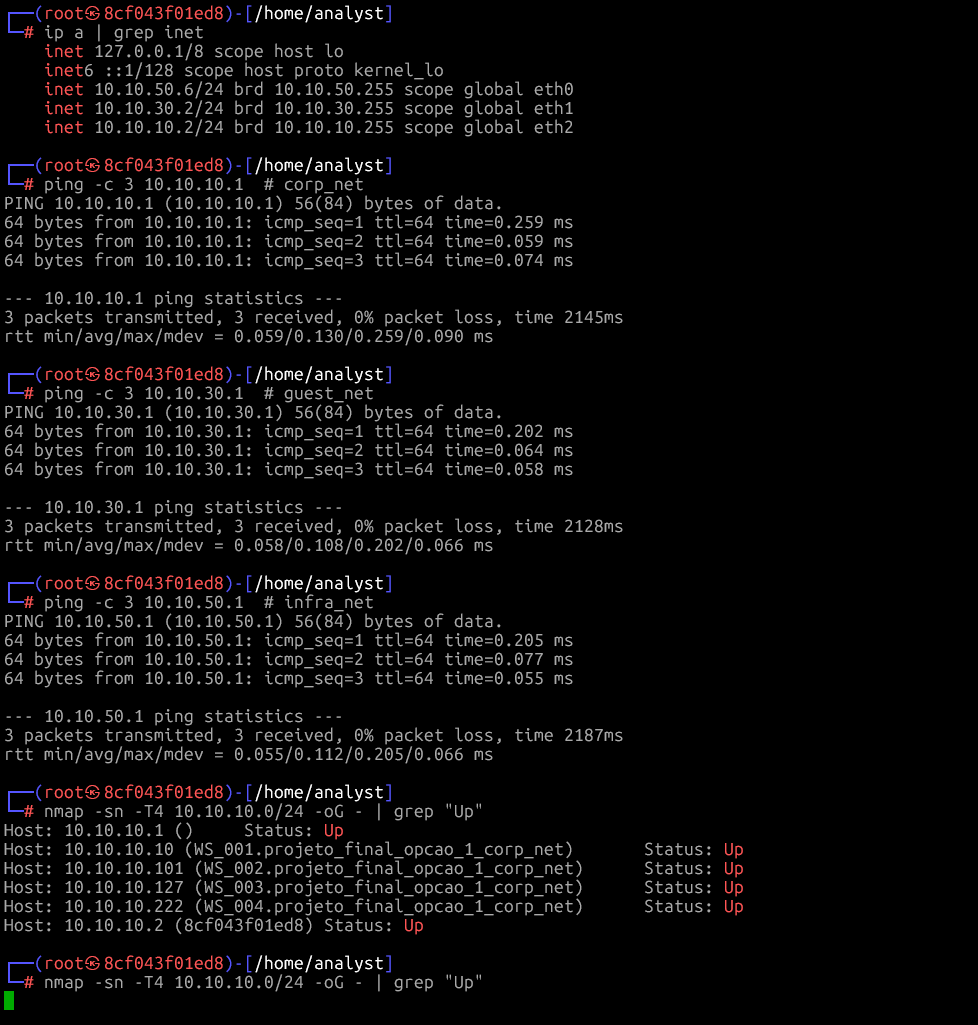 ┌──(root㉿8cf043f01ed8)-[/home/analyst]
└─# ip a | grep inet
    inet 127.0.0.1/8 scope host lo
    inet6 ::1/128 scope host proto kernel_lo
    inet 10.10.50.6/24 brd 10.10.50.255 scope global eth0
    inet 10.10.30.2/24 brd 10.10.30.255 scope global eth1
    inet 10.10.10.2/24 brd 10.10.10.255 scope global eth2

┌──(root㉿8cf043f01ed8)-[/home/analyst]
└─# ping -c 3 10.10.10.1  # corp_net
PING 10.10.10.1 (10.10.10.1) 56(84) bytes of data.
64 bytes from 10.10.10.1: icmp_seq=1 ttl=64 time=0.259 ms
64 bytes from 10.10.10.1: icmp_seq=2 ttl=64 time=0.059 ms
64 bytes from 10.10.10.1: icmp_seq=3 ttl=64 time=0.074 ms

--- 10.10.10.1 ping statistics ---
3 packets transmitted, 3 received, 0% packet loss, time 2145ms
rtt min/avg/max/mdev = 0.059/0.130/0.259/0.090 ms

┌──(root㉿8cf043f01ed8)-[/home/analyst]
└─# ping -c 3 10.10.30.1  # guest_net
PING 10.10.30.1 (10.10.30.1) 56(84) bytes of data.
64 bytes from 10.10.30.1: icmp_seq=1 ttl=64 time=0.202 ms
64 bytes from 10.10.30.1: icmp_seq=2 ttl=64 time=0.064 ms
64 bytes from 10.10.30.1: icmp_seq=3 ttl=64 time=0.058 ms

--- 10.10.30.1 ping statistics ---
3 packets transmitted, 3 received, 0% packet loss, time 2128ms
rtt min/avg/max/mdev = 0.058/0.108/0.202/0.066 ms

┌──(root㉿8cf043f01ed8)-[/home/analyst]
└─# ping -c 3 10.10.50.1  # infra_net
PING 10.10.50.1 (10.10.50.1) 56(84) bytes of data.
64 bytes from 10.10.50.1: icmp_seq=1 ttl=64 time=0.205 ms
64 bytes from 10.10.50.1: icmp_seq=2 ttl=64 time=0.077 ms
64 bytes from 10.10.50.1: icmp_seq=3 ttl=64 time=0.055 ms

--- 10.10.50.1 ping statistics ---
3 packets transmitted, 3 received, 0% packet loss, time 2187ms
rtt min/avg/max/mdev = 0.055/0.112/0.205/0.066 ms

┌──(root㉿8cf043f01ed8)-[/home/analyst]
└─# nmap -sn -T4 10.10.10.0/24 -oG - | grep "Up"
Host: 10.10.10.1 ()     Status: Up
Host: 10.10.10.10 (WS_001.projeto_final_opcao_1_corp_net)       Status: Up
Host: 10.10.10.101 (WS_002.projeto_final_opcao_1_corp_net)      Status: Up
Host: 10.10.10.127 (WS_003.projeto_final_opcao_1_corp_net)      Status: Up
Host: 10.10.10.222 (WS_004.projeto_final_opcao_1_corp_net)      Status: Up
Host: 10.10.10.2 (8cf043f01ed8) Status: Up

┌──(root㉿8cf043f01ed8)-[/home/analyst]
└─# nmap -sn -T4 10.10.10.0/24 -oG - | grep "Up"